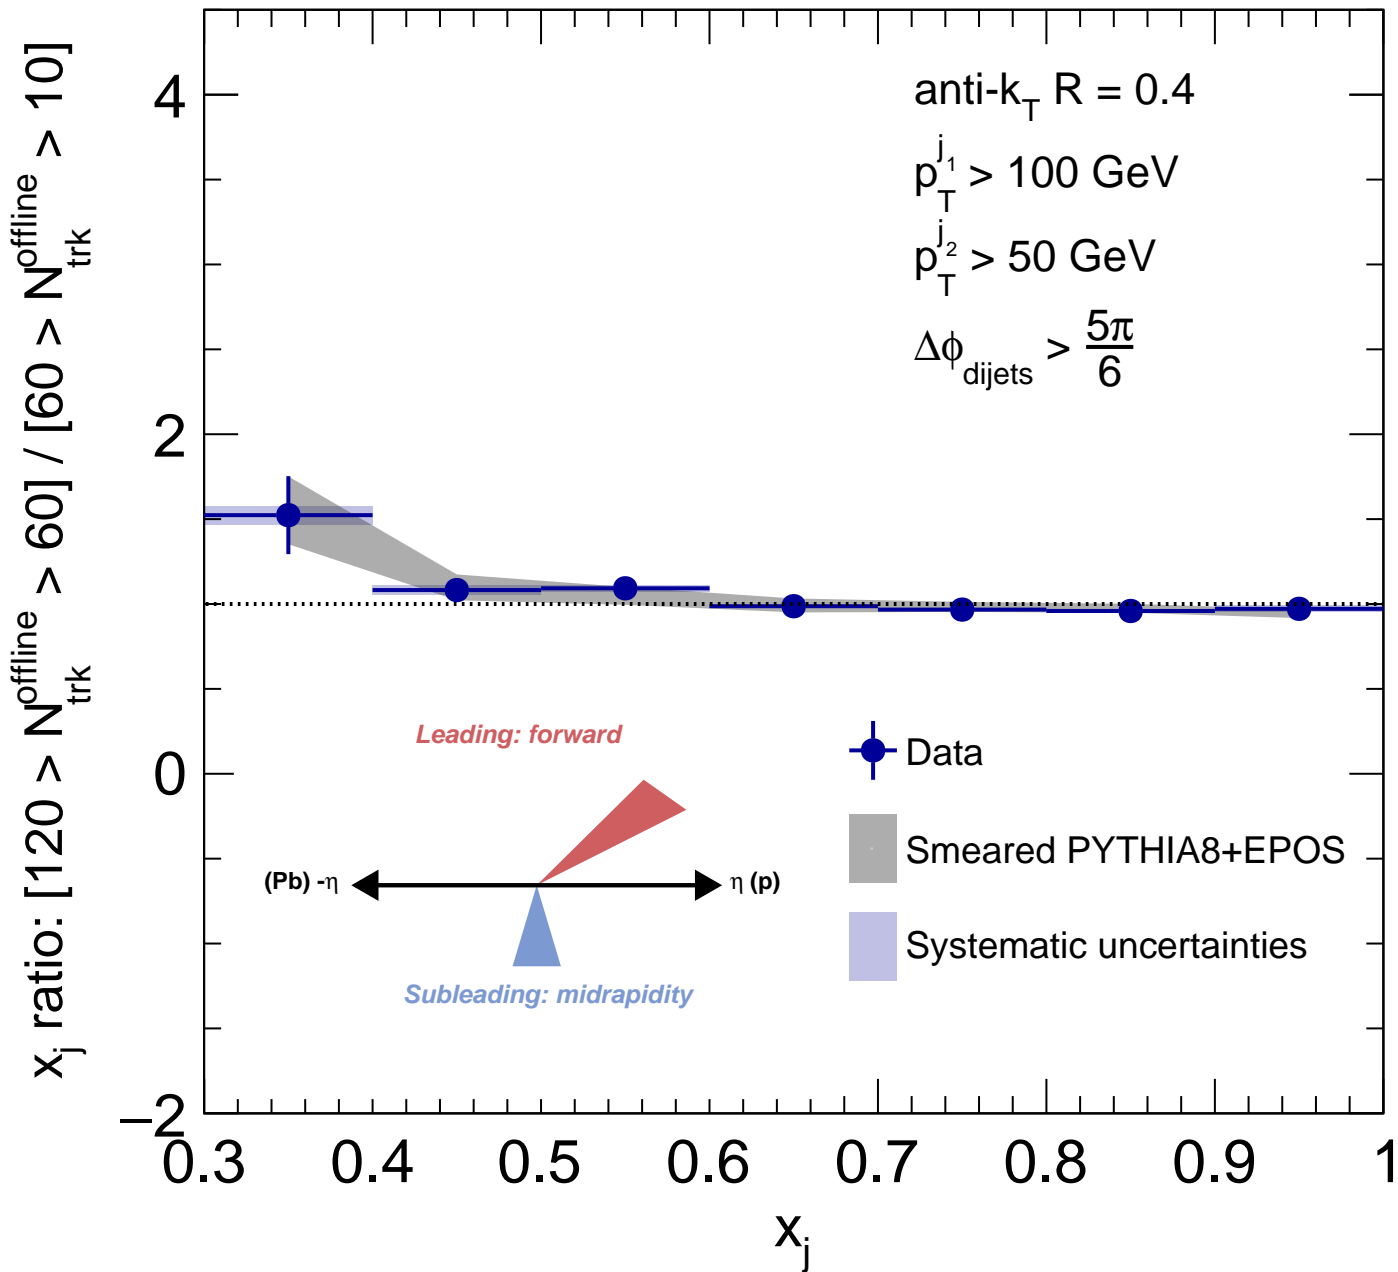 x_j ratio: [120 > N_trk^offline > 60] / [60 > N_trk^offline > 10]
4
2
0
−2
anti-k_T R = 0.4
p_T^j_1 > 100 GeV
p_T^j_2 > 50 GeV
Δϕ_dijets > 5π/6
Leading: forward
(Pb) -η
η (p)
Subleading: midrapidity
Data
Smeared PYTHIA8+EPOS
Systematic uncertainties
0.3 0.4 0.5 0.6 0.7 0.8 0.9 1
x_j